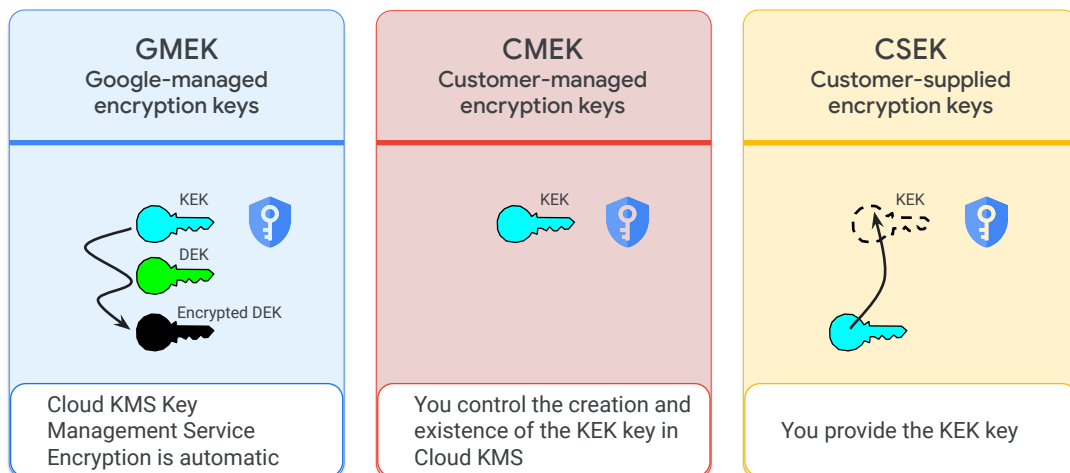 GMEK
Google-managed
encryption keys
KEK
DEK
Encrypted DEK
Cloud KMS Key
Management Service
Encryption is automatic
CMEK
Customer-managed
encryption keys
KEK
You control the creation and
existence of the KEK key in
Cloud KMS
CSEK
Customer-supplied
encryption keys
KEK
You provide the KEK key